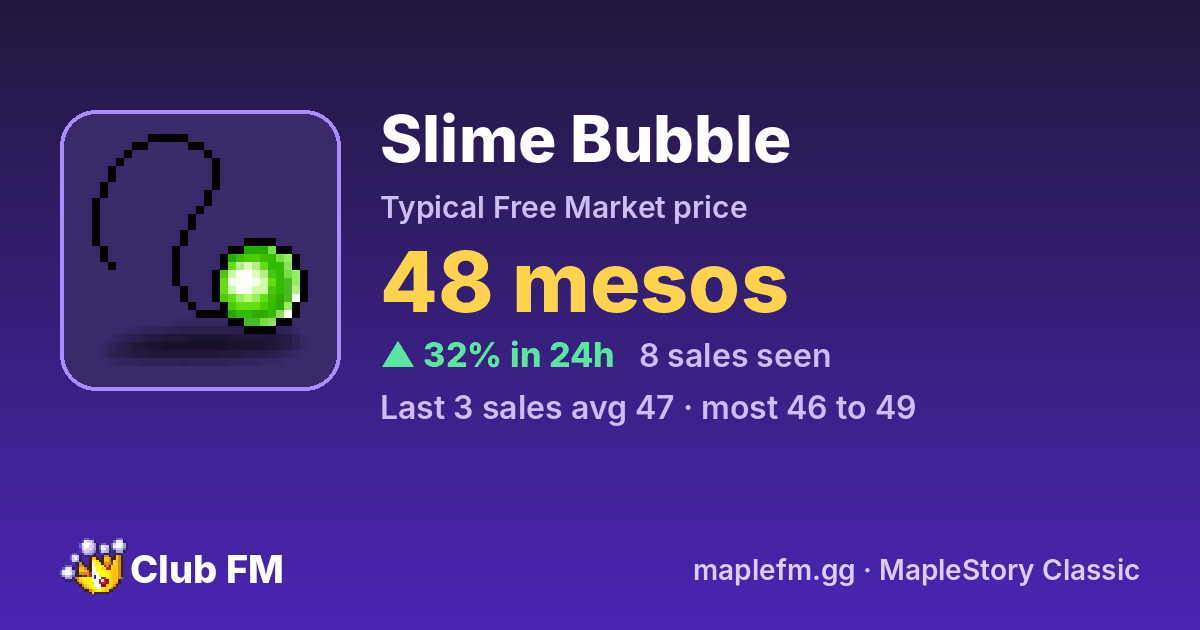 Slime Bubble
Typical Free Market price
48 mesos
▲ 32% in 24h 8 sales seen
Last 3 sales avg 47 · most 46 to 49
Club FM
maplefm.gg · MapleStory Classic